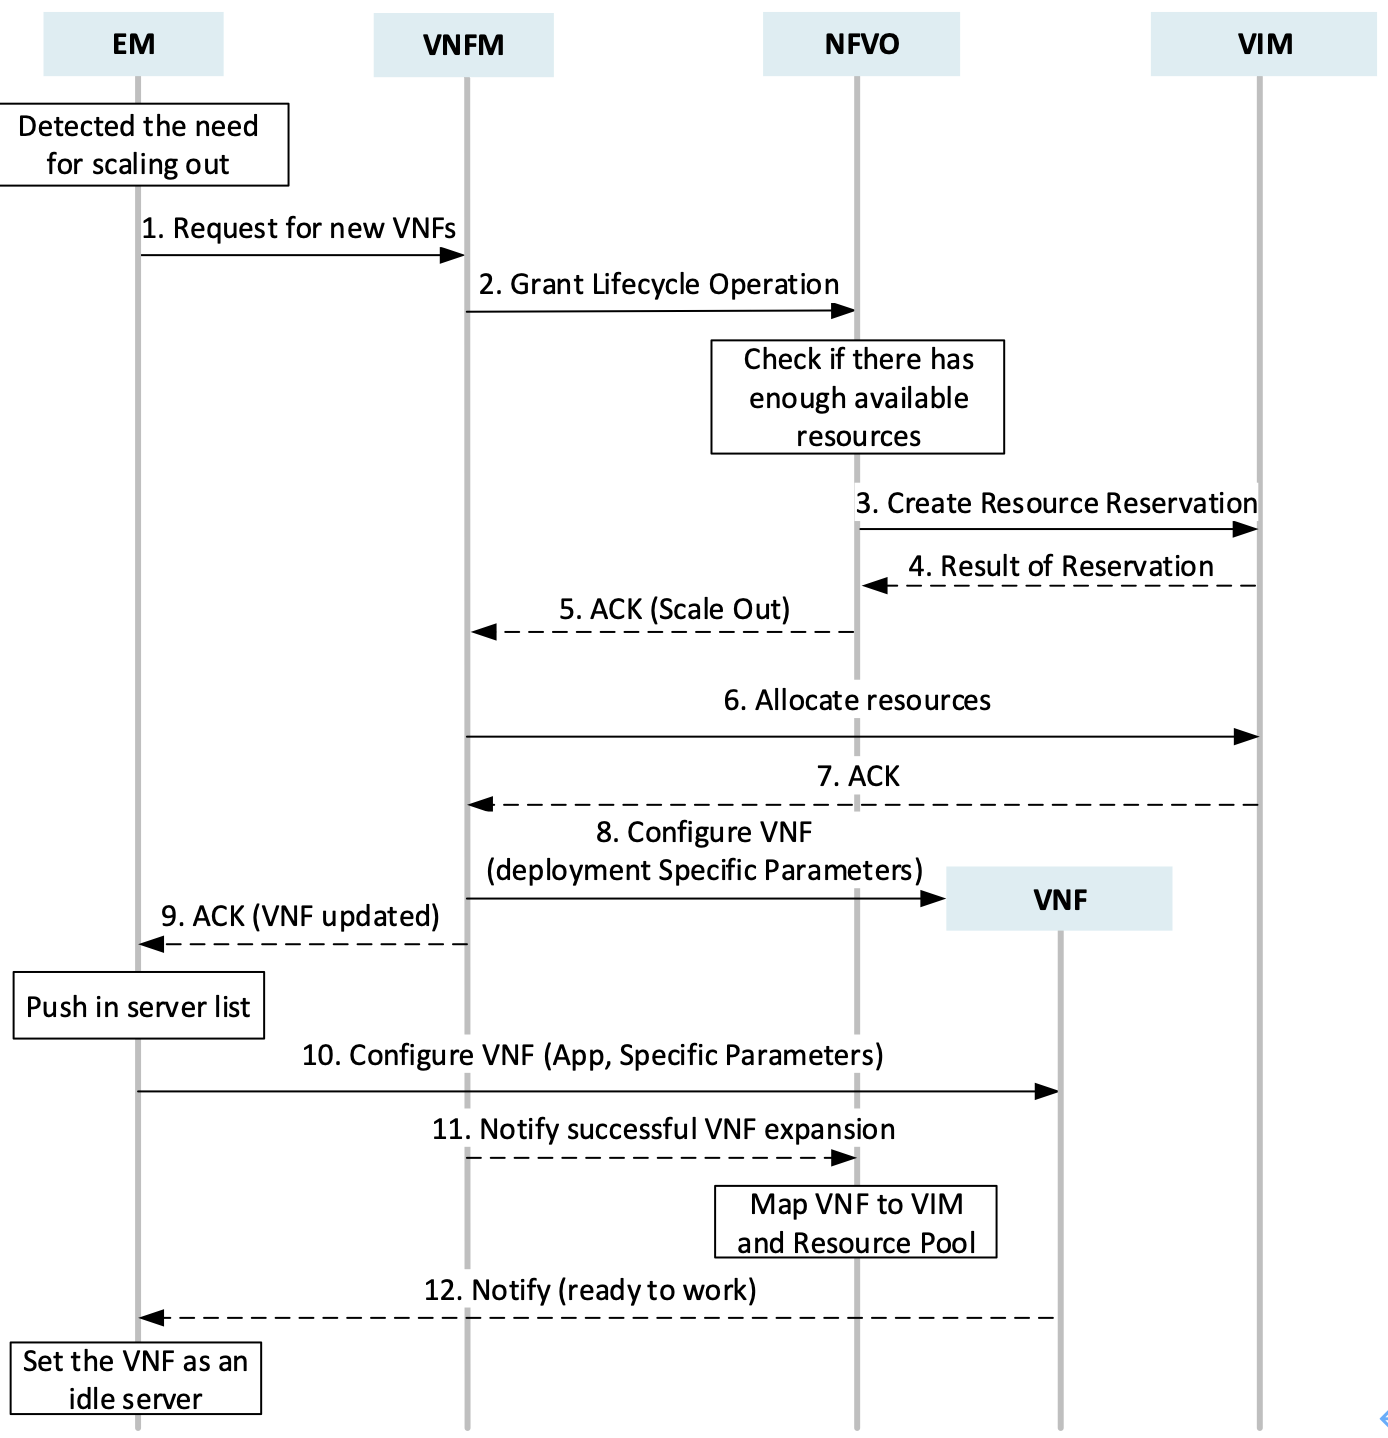 EM
VNFM
NFVO
VIM
Detected the need
for scaling out
1. Request for new VNFs
2. Grant Lifecycle Operation
Check if there has
enough available
resources
3. Create Resource Reservation
4. Result of Reservation
5. ACK (Scale Out)
6. Allocate resources
7. ACK
8. Configure VNF
(deployment Specific Parameters)
VNF
9. ACK (VNF updated)
Push in server list
10. Configure VNF (App, Specific Parameters)
11. Notify successful VNF expansion
Map VNF to VIM
and Resource Pool
12. Notify (ready to work)
Set the VNF as an
idle server